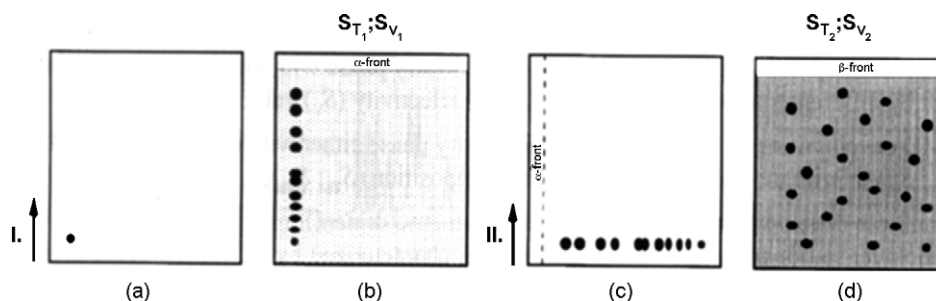 S_T₁;S_V₁
S_T₂;S_V₂
α-front
α-front
β-front
I.
II.
(a)
(b)
(c)
(d)